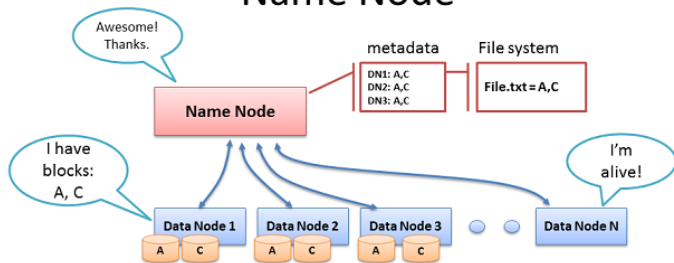 Name Node
Awesome!
Thanks.
metadata
File system
DN1: A,C
DN2: A,C
DN3: A,C
File.txt = A,C
Name Node
I have
blocks:
A, C
I'm
alive!
Data Node 1
Data Node 2
Data Node 3
Data Node N
A
C
A
C
A
C